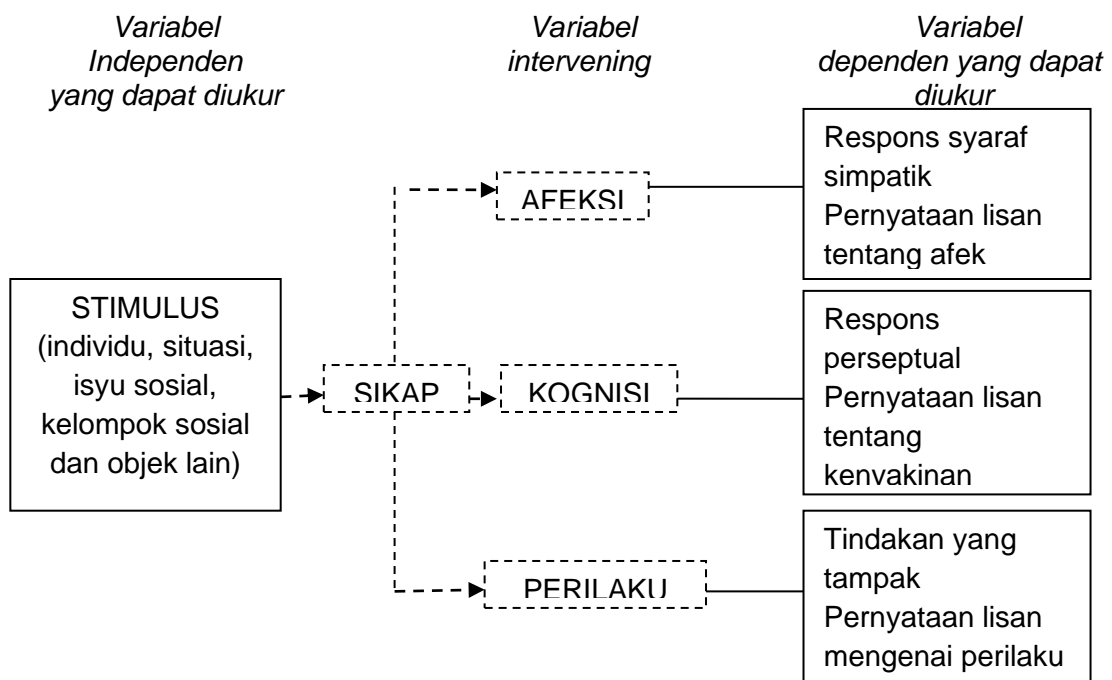 Variabel
Independen
yang dapat diukur
Variabel
intervening
Variabel
dependen yang dapat
diukur
STIMULUS
(individu, situasi,
isyu sosial,
kelompok sosial
dan objek lain)
SIKAP
AFEKSI
KOGNISI
PERILAKU
Respons syaraf
simpatik
Pernyataan lisan
tentang afek
Respons
perseptual
Pernyataan lisan
tentang
kenyakinan
Tindakan yang
tampak
Pernyataan lisan
mengenai perilaku